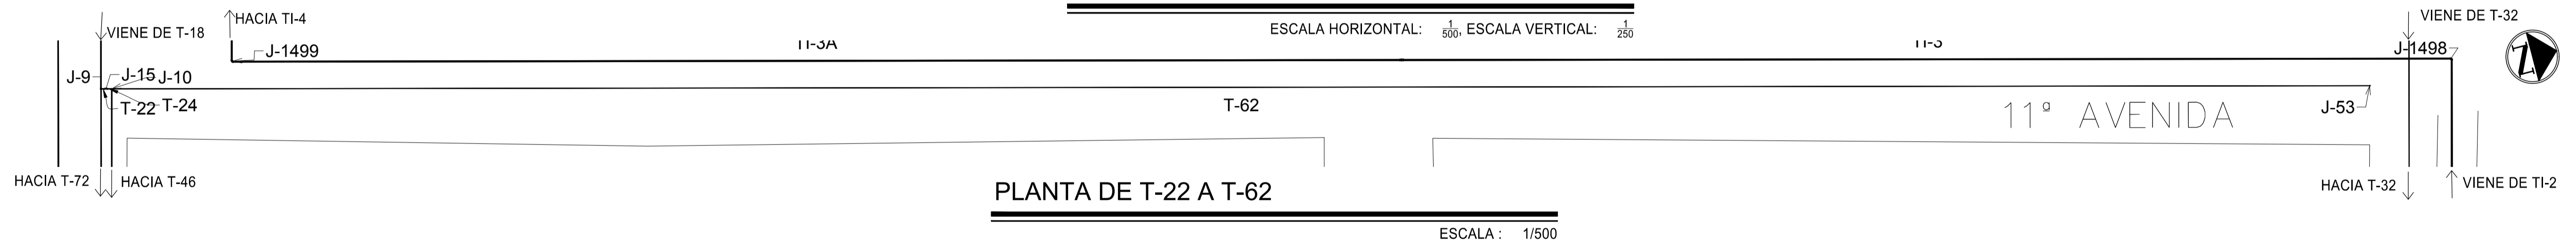 HACIA TI-4
VIENE DE T-18
ESCALA HORIZONTAL: 1/500, ESCALA VERTICAL: 1/250
VIENE DE T-32
J-1499
TI-3A
TI-3
J-1498
J-9
J-15
J-10
N
T-22
T-24
T-62
11ª AVENIDA
J-53
HACIA T-72
HACIA T-46
PLANTA DE T-22 A T-62
HACIA T-32
VIENE DE TI-2
ESCALA : 1/500